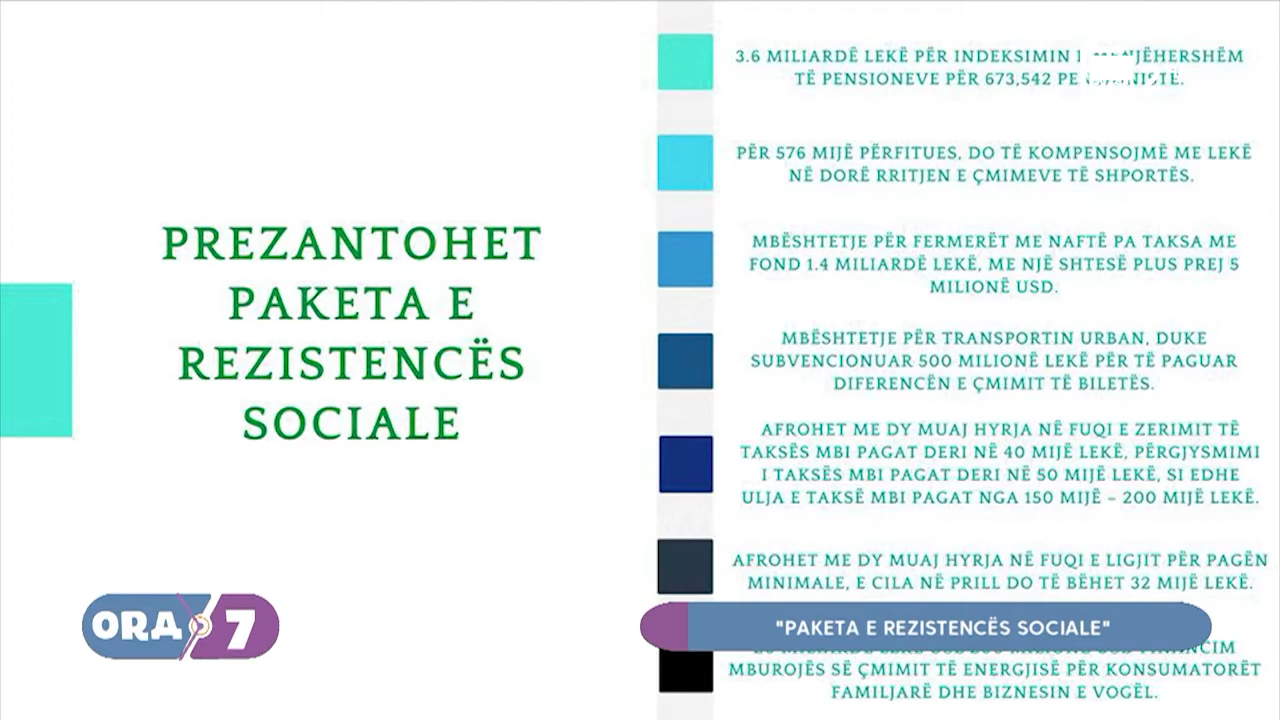 PREZANTOHET
PAKETA E
REZISTENCËS
SOCIALE
3.6 MILIARDË LEKË PËR INDEKSIMIN
TË PENSIONEVE PËR 673,542
PËR 576 MIJË PËRFITUES, DO TË KOMPENSOJMË ME LEKË
NË DORË RRITJEN E ÇMIMEVE TË SHPORTËS.
MBËSHTETJE PËR FERMERËT ME NAFTË PA TAKSA ME
FOND 1.4 MILIARDË LEKË, ME NJË SHTESË PLUS PREJ 5
MILIONË USD.
MBËSHTETJE PËR TRANSPORTIN URBAN, DUKE
SUBVENCIONUAR 500 MILIONË LEKË PËR TË PAGUAR
DIFERENCËN E ÇMIMIT TË BILETËS.
AFROHET ME DY MUAJ HYRJA NË FUQI E ZERIMIT TË
TAKSËS MBI PAGAT DERI NË 40 MIJË LEKË, PËRGJYSMIMI
I TAKSËS MBI PAGAT DERI NË 50 MIJË LEKË, SI EDHE
ULJA E TAKSË MBI PAGAT NGA 150 MIJË – 200 MIJË LEKË.
AFROHET ME DY MUAJ HYRJA NË FUQI E LIGJIT PËR PAGËN
MINIMALE, E CILA NË PRILL DO TË BËHET 32 MIJË LEKË.
MBUROJËS SË ÇMIMIT TË ENERGJISË PËR KONSUMATORËT
FAMILJARË DHE BIZNESIN E VOGËL.
ORA 7
"PAKETA E REZISTENCËS SOCIALE"